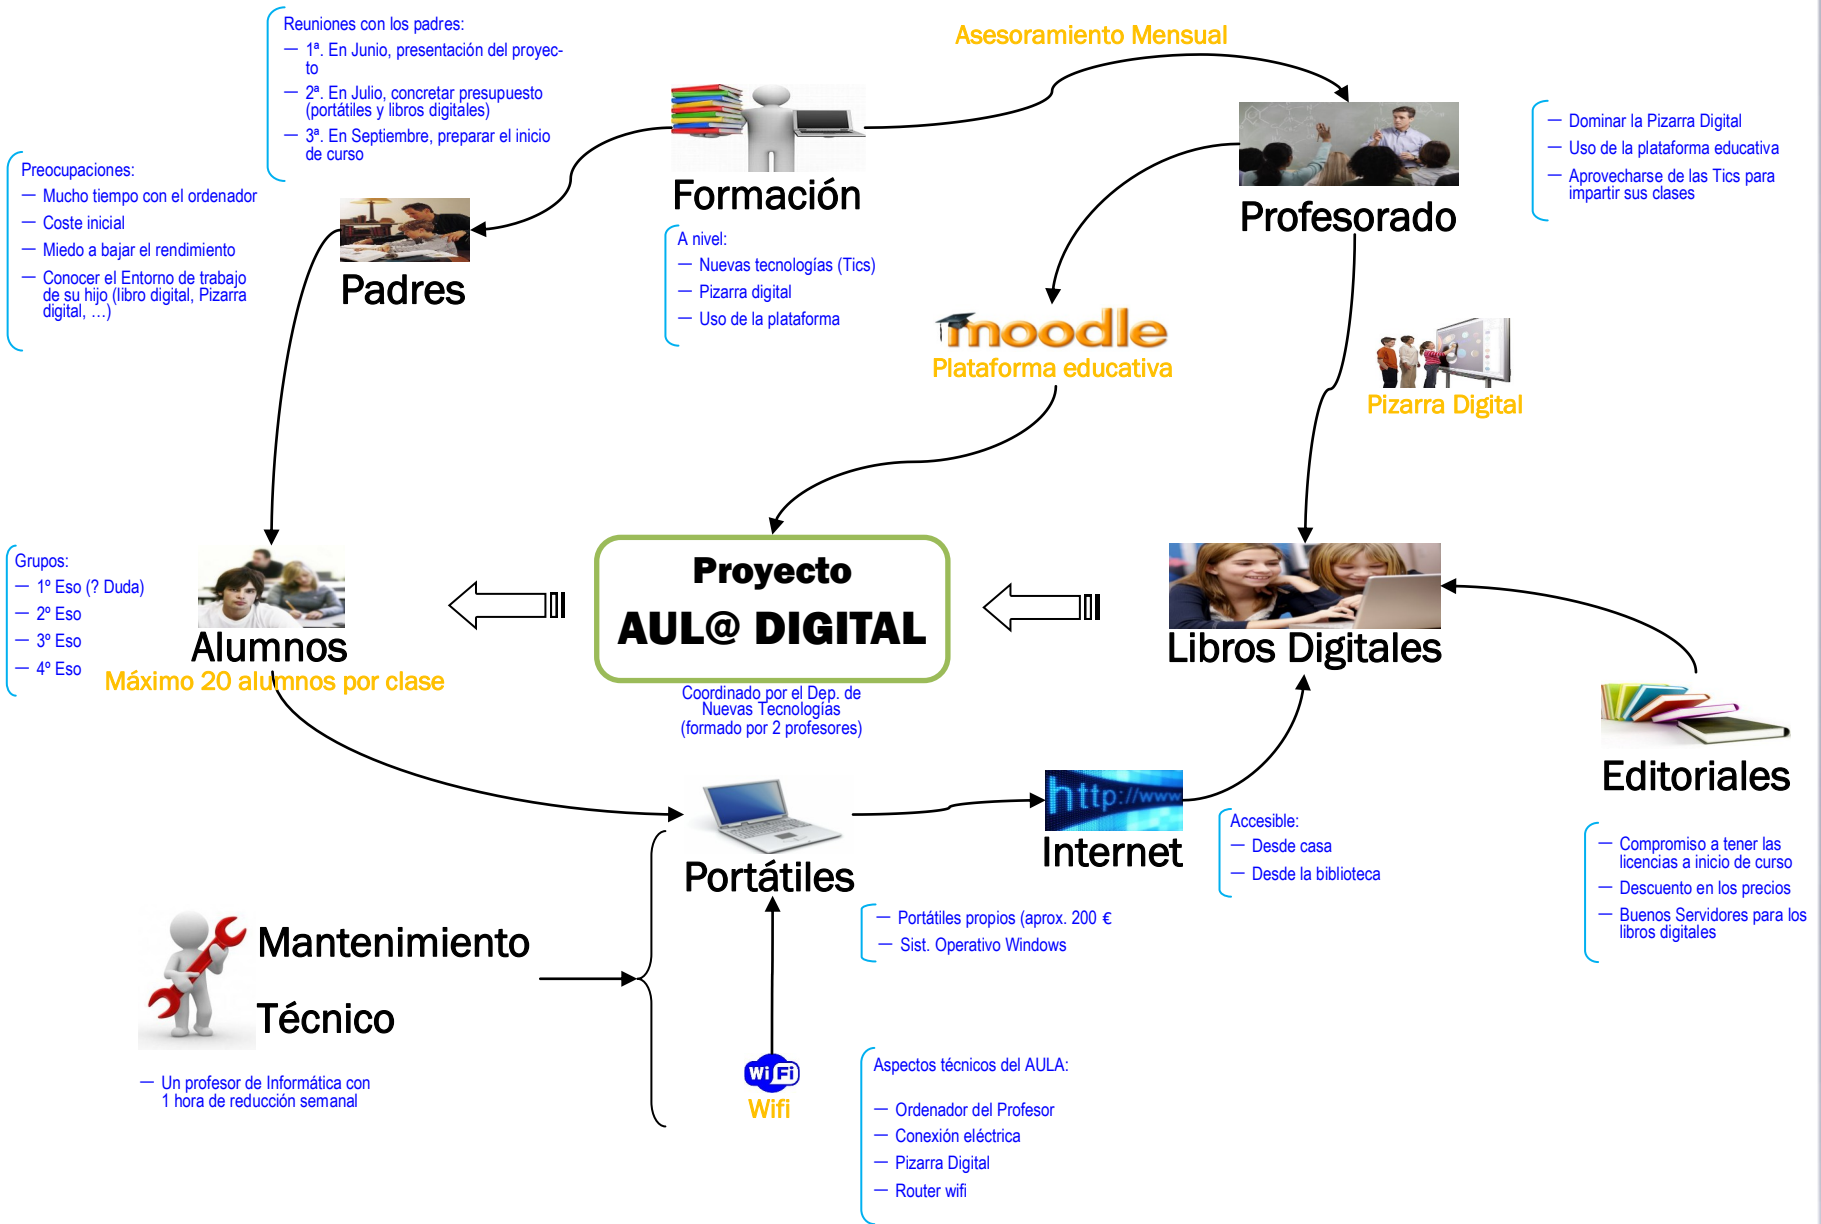 Reuniones con los padres:
— 1ª. En Junio, presentación del proyec-
to
— 2ª. En Julio, concretar presupuesto
(portátiles y libros digitales)
— 3ª. En Septiembre, preparar el inicio
de curso
Asesoramiento Mensual
Preocupaciones:
— Mucho tiempo con el ordenador
— Coste inicial
— Miedo a bajar el rendimiento
— Conocer el Entorno de trabajo
de su hijo (libro digital, Pizarra
digital, …)
Padres
Formación
A nivel:
— Nuevas tecnologías (Tics)
— Pizarra digital
— Uso de la plataforma
Profesorado
— Dominar la Pizarra Digital
— Uso de la plataforma educativa
— Aprovecharse de las Tics para
impartir sus clases
moodle
Plataforma educativa
Pizarra Digital
Grupos:
— 1º Eso (? Duda)
— 2º Eso
— 3º Eso
— 4º Eso
Alumnos
Máximo 20 alumnos por clase
Proyecto
AUL@ DIGITAL
Coordinado por el Dep. de
Nuevas Tecnologías
(formado por 2 profesores)
Libros Digitales
Editoriales
— Compromiso a tener las
licencias a inicio de curso
— Descuento en los precios
— Buenos Servidores para los
libros digitales
Portátiles
http://www
Internet
Accesible:
— Desde casa
— Desde la biblioteca
— Portátiles propios (aprox. 200 €
— Sist. Operativo Windows
Mantenimiento
Técnico
— Un profesor de Informática con
1 hora de reducción semanal
WiFi
Wifi
Aspectos técnicos del AULA:
— Ordenador del Profesor
— Conexión eléctrica
— Pizarra Digital
— Router wifi